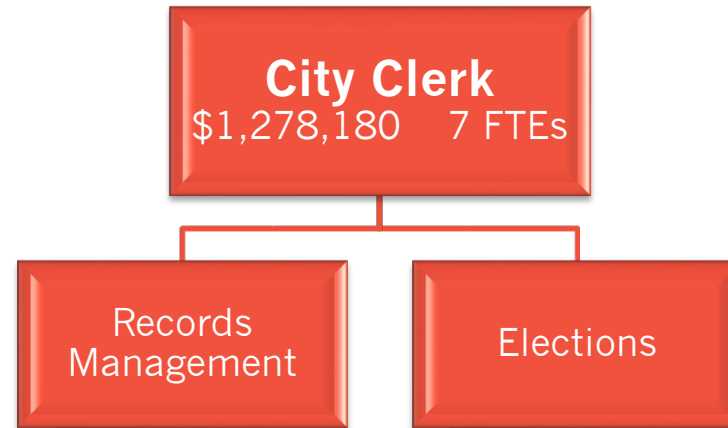 City Clerk
$1,278,180 7 FTEs
Records
Management
Elections